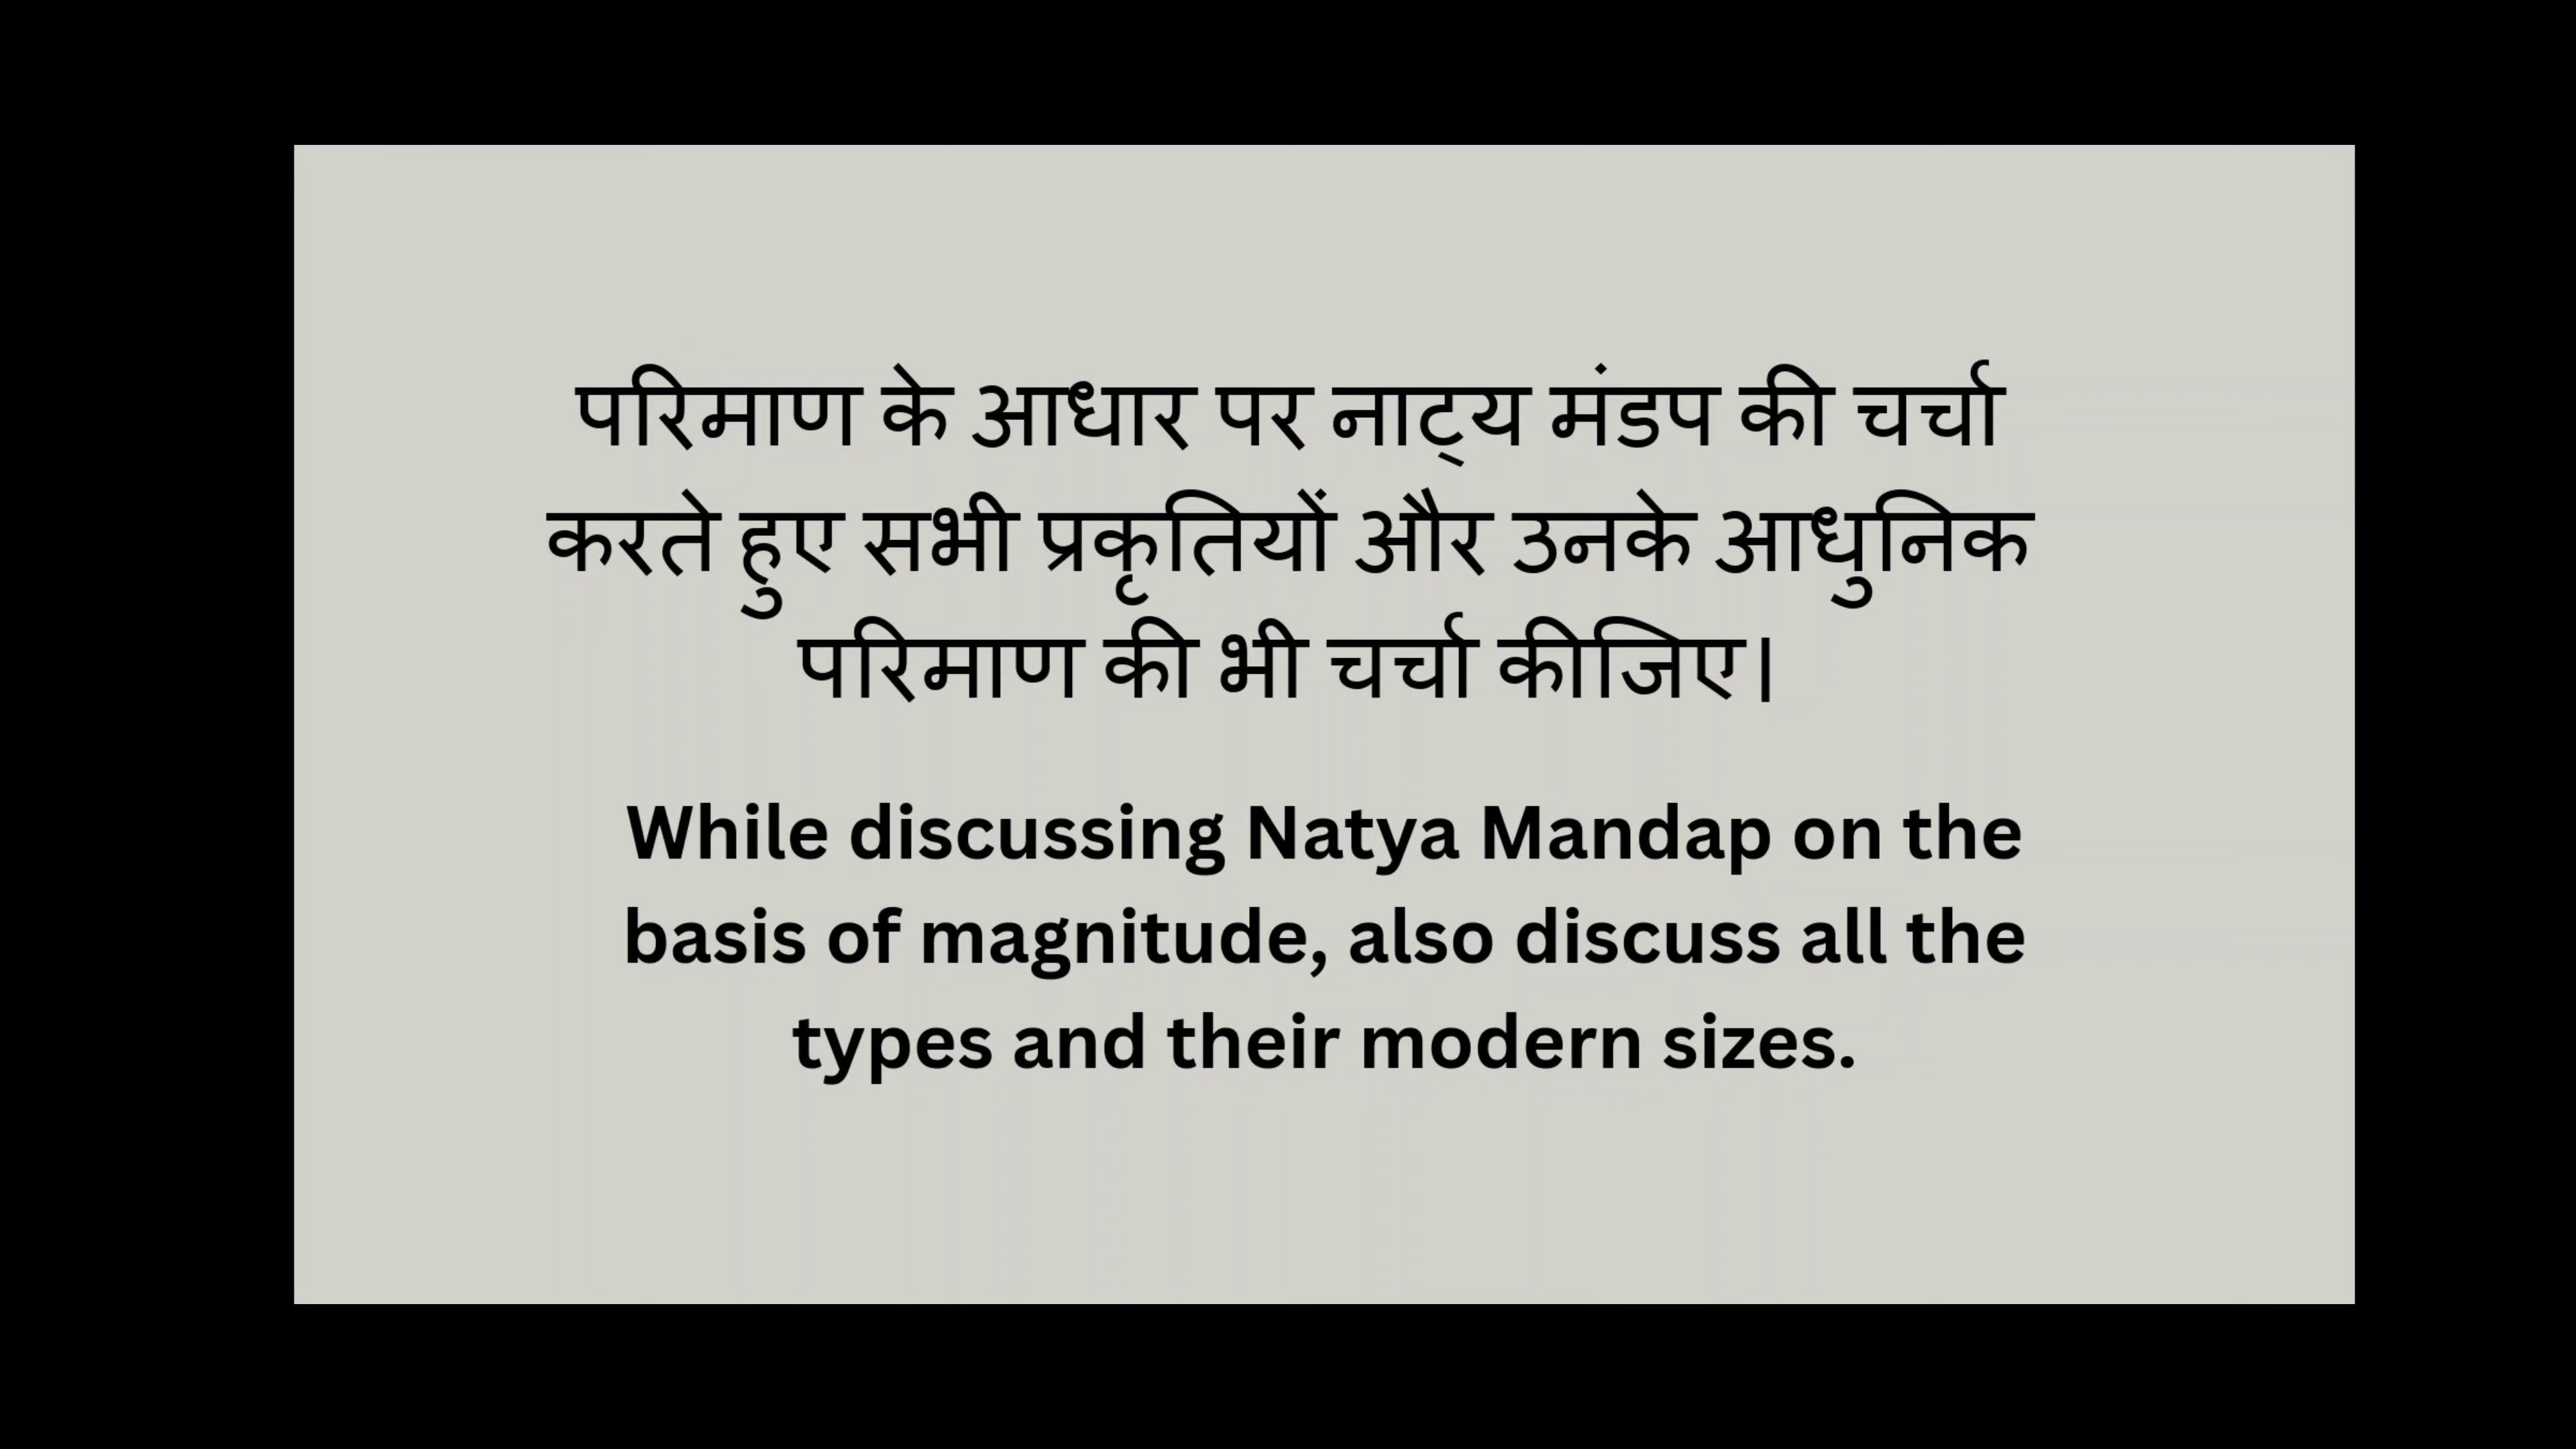 परिमाण के आधार पर नाट्य मंडप की चर्चा
करते हुए सभी प्रकृतियों और उनके आधुनिक
परिमाण की भी चर्चा कीजिए।
While discussing Natya Mandap on the
basis of magnitude, also discuss all the
types and their modern sizes.